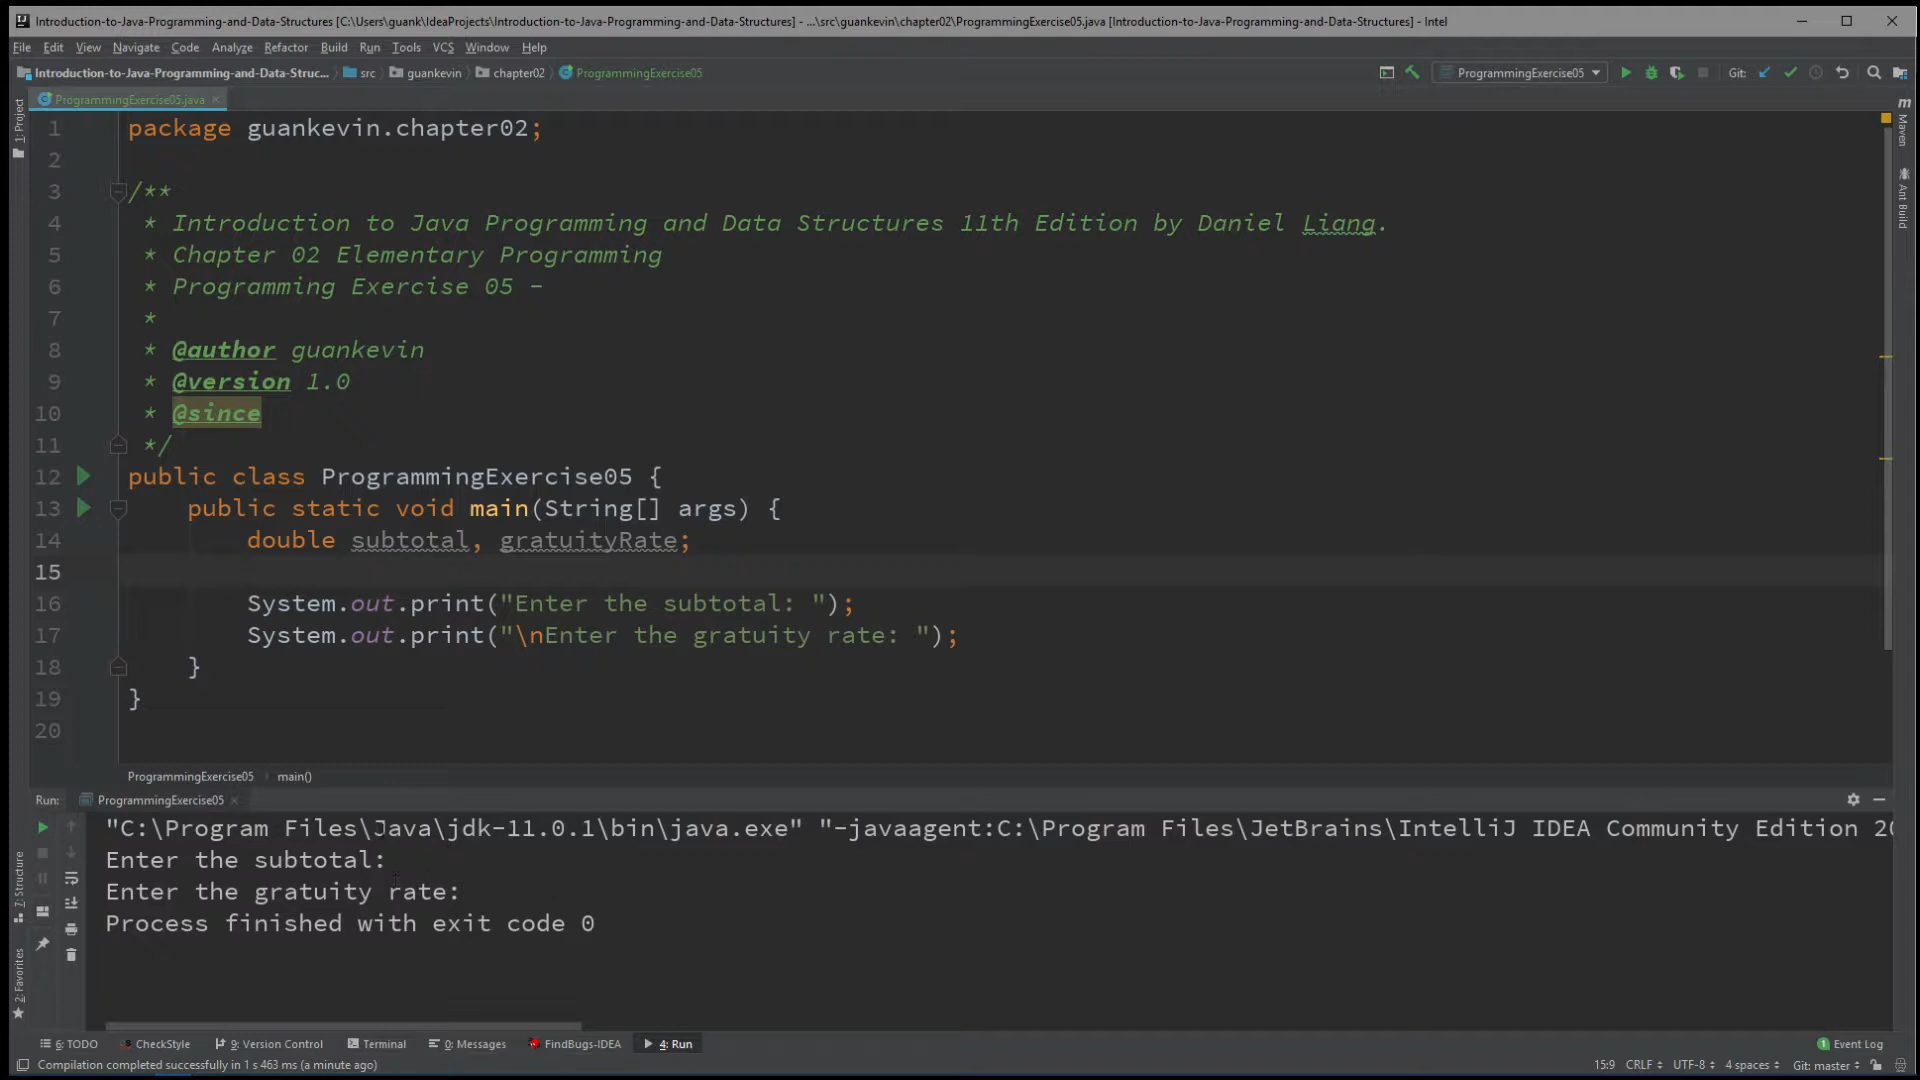 Introduction-to-Java-Programming-and-Data-Structures [C:\Users\guank\IdeaProjects\Introduction-to-Java-Programming-and-Data-Structures] - ...\src\guankevin\chapter02\ProgrammingExercise05.java [Introduction-to-Java-Programming-and-Data-Structures] - Intel
File Edit View Navigate Code Analyze Refactor Build Run Tools VCS Window Help
Introduction-to-Java-Programming-and-Data-Struc... src guankevin chapter02 ProgrammingExercise05 ProgrammingExercise05 Git:
1: Project
ProgrammingExercise05.java
m Maven
Ant Build
1 package guankevin.chapter02;
2
3 /**
4 * Introduction to Java Programming and Data Structures 11th Edition by Daniel Liang.
5 * Chapter 02 Elementary Programming
6 * Programming Exercise 05 -
7 *
8 * @author guankevin
9 * @version 1.0
10 * @since
11 */
12 public class ProgrammingExercise05 {
13 public static void main(String[] args) {
14 double subtotal, gratuityRate;
15
16 System.out.print("Enter the subtotal: ");
17 System.out.print("\nEnter the gratuity rate: ");
18 }
19 }
20
ProgrammingExercise05 main()
Run: ProgrammingExercise05
7: Structure
2: Favorites
"C:\Program Files\Java\jdk-11.0.1\bin\java.exe" "-javaagent:C:\Program Files\JetBrains\IntelliJ IDEA Community Edition 20
Enter the subtotal:
Enter the gratuity rate:
Process finished with exit code 0
6: TODO CheckStyle 9: Version Control Terminal 0: Messages FindBugs-IDEA 4: Run 1 Event Log
Compilation completed successfully in 1 s 463 ms (a minute ago) 15:9 CRLF UTF-8 4 spaces Git: master